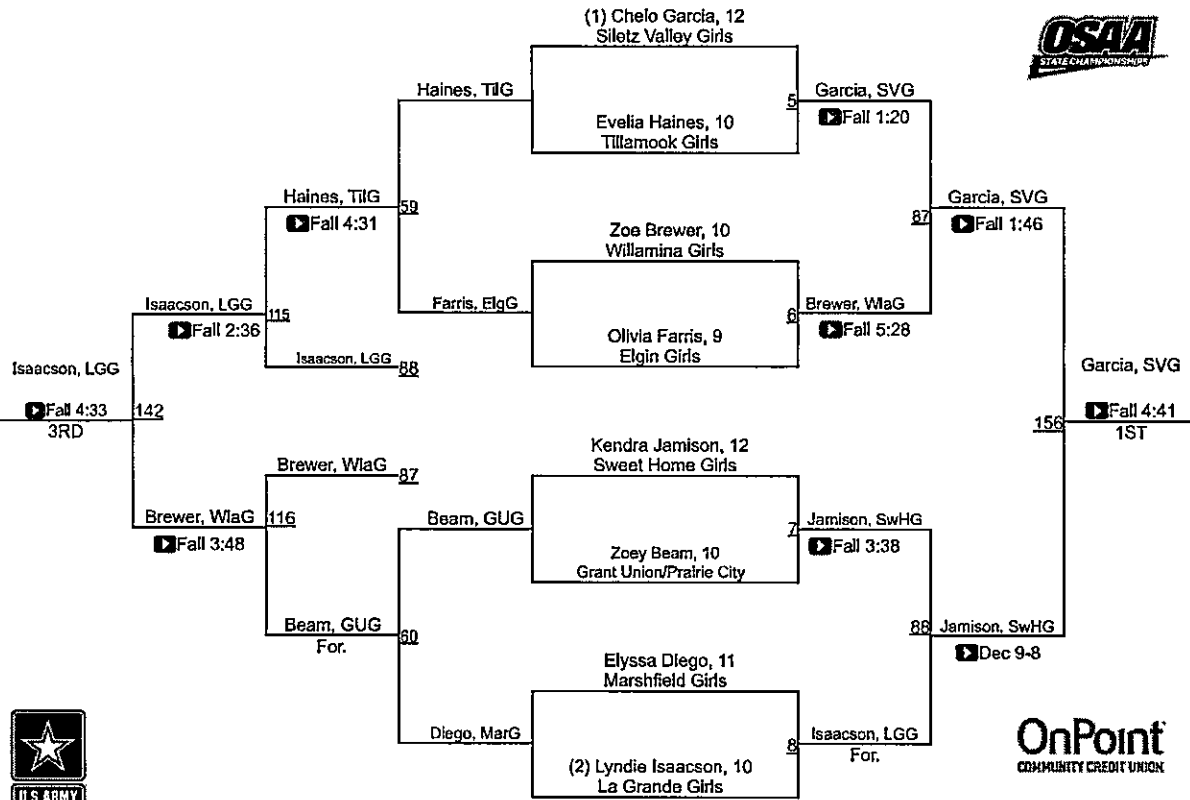 (1) Chelo Garcia, 12
Siletz Valley Girls
OSAA
STATE CHAMPIONSHIPS
Haines, TilG
5
Garcia, SVG
Fall 1:20
Evelia Haines, 10
Tillamook Girls
Haines, TilG
59
Fall 4:31
Garcia, SVG
87
Fall 1:46
Zoe Brewer, 10
Willamina Girls
Isaacson, LGG
115
Fall 2:36
Farris, ElgG
6
Brewer, WlaG
Fall 5:28
Olivia Farris, 9
Elgin Girls
Isaacson, LGG
88
Isaacson, LGG
Fall 4:33
142
3RD
Garcia, SVG
Fall 4:41
156
1ST
Kendra Jamison, 12
Sweet Home Girls
Brewer, WlaG
87
Brewer, WlaG
116
Fall 3:48
Beam, GUG
7
Jamison, SwHG
Fall 3:38
Zoey Beam, 10
Grant Union/Prairie City
Beam, GUG
60
For.
88
Jamison, SwHG
Dec 9-8
Elyssa Diego, 11
Marshfield Girls
Diego, MarG
8
Isaacson, LGG
For.
(2) Lyndie Isaacson, 10
La Grande Girls
U.S. ARMY
OnPoint
COMMUNITY CREDIT UNION